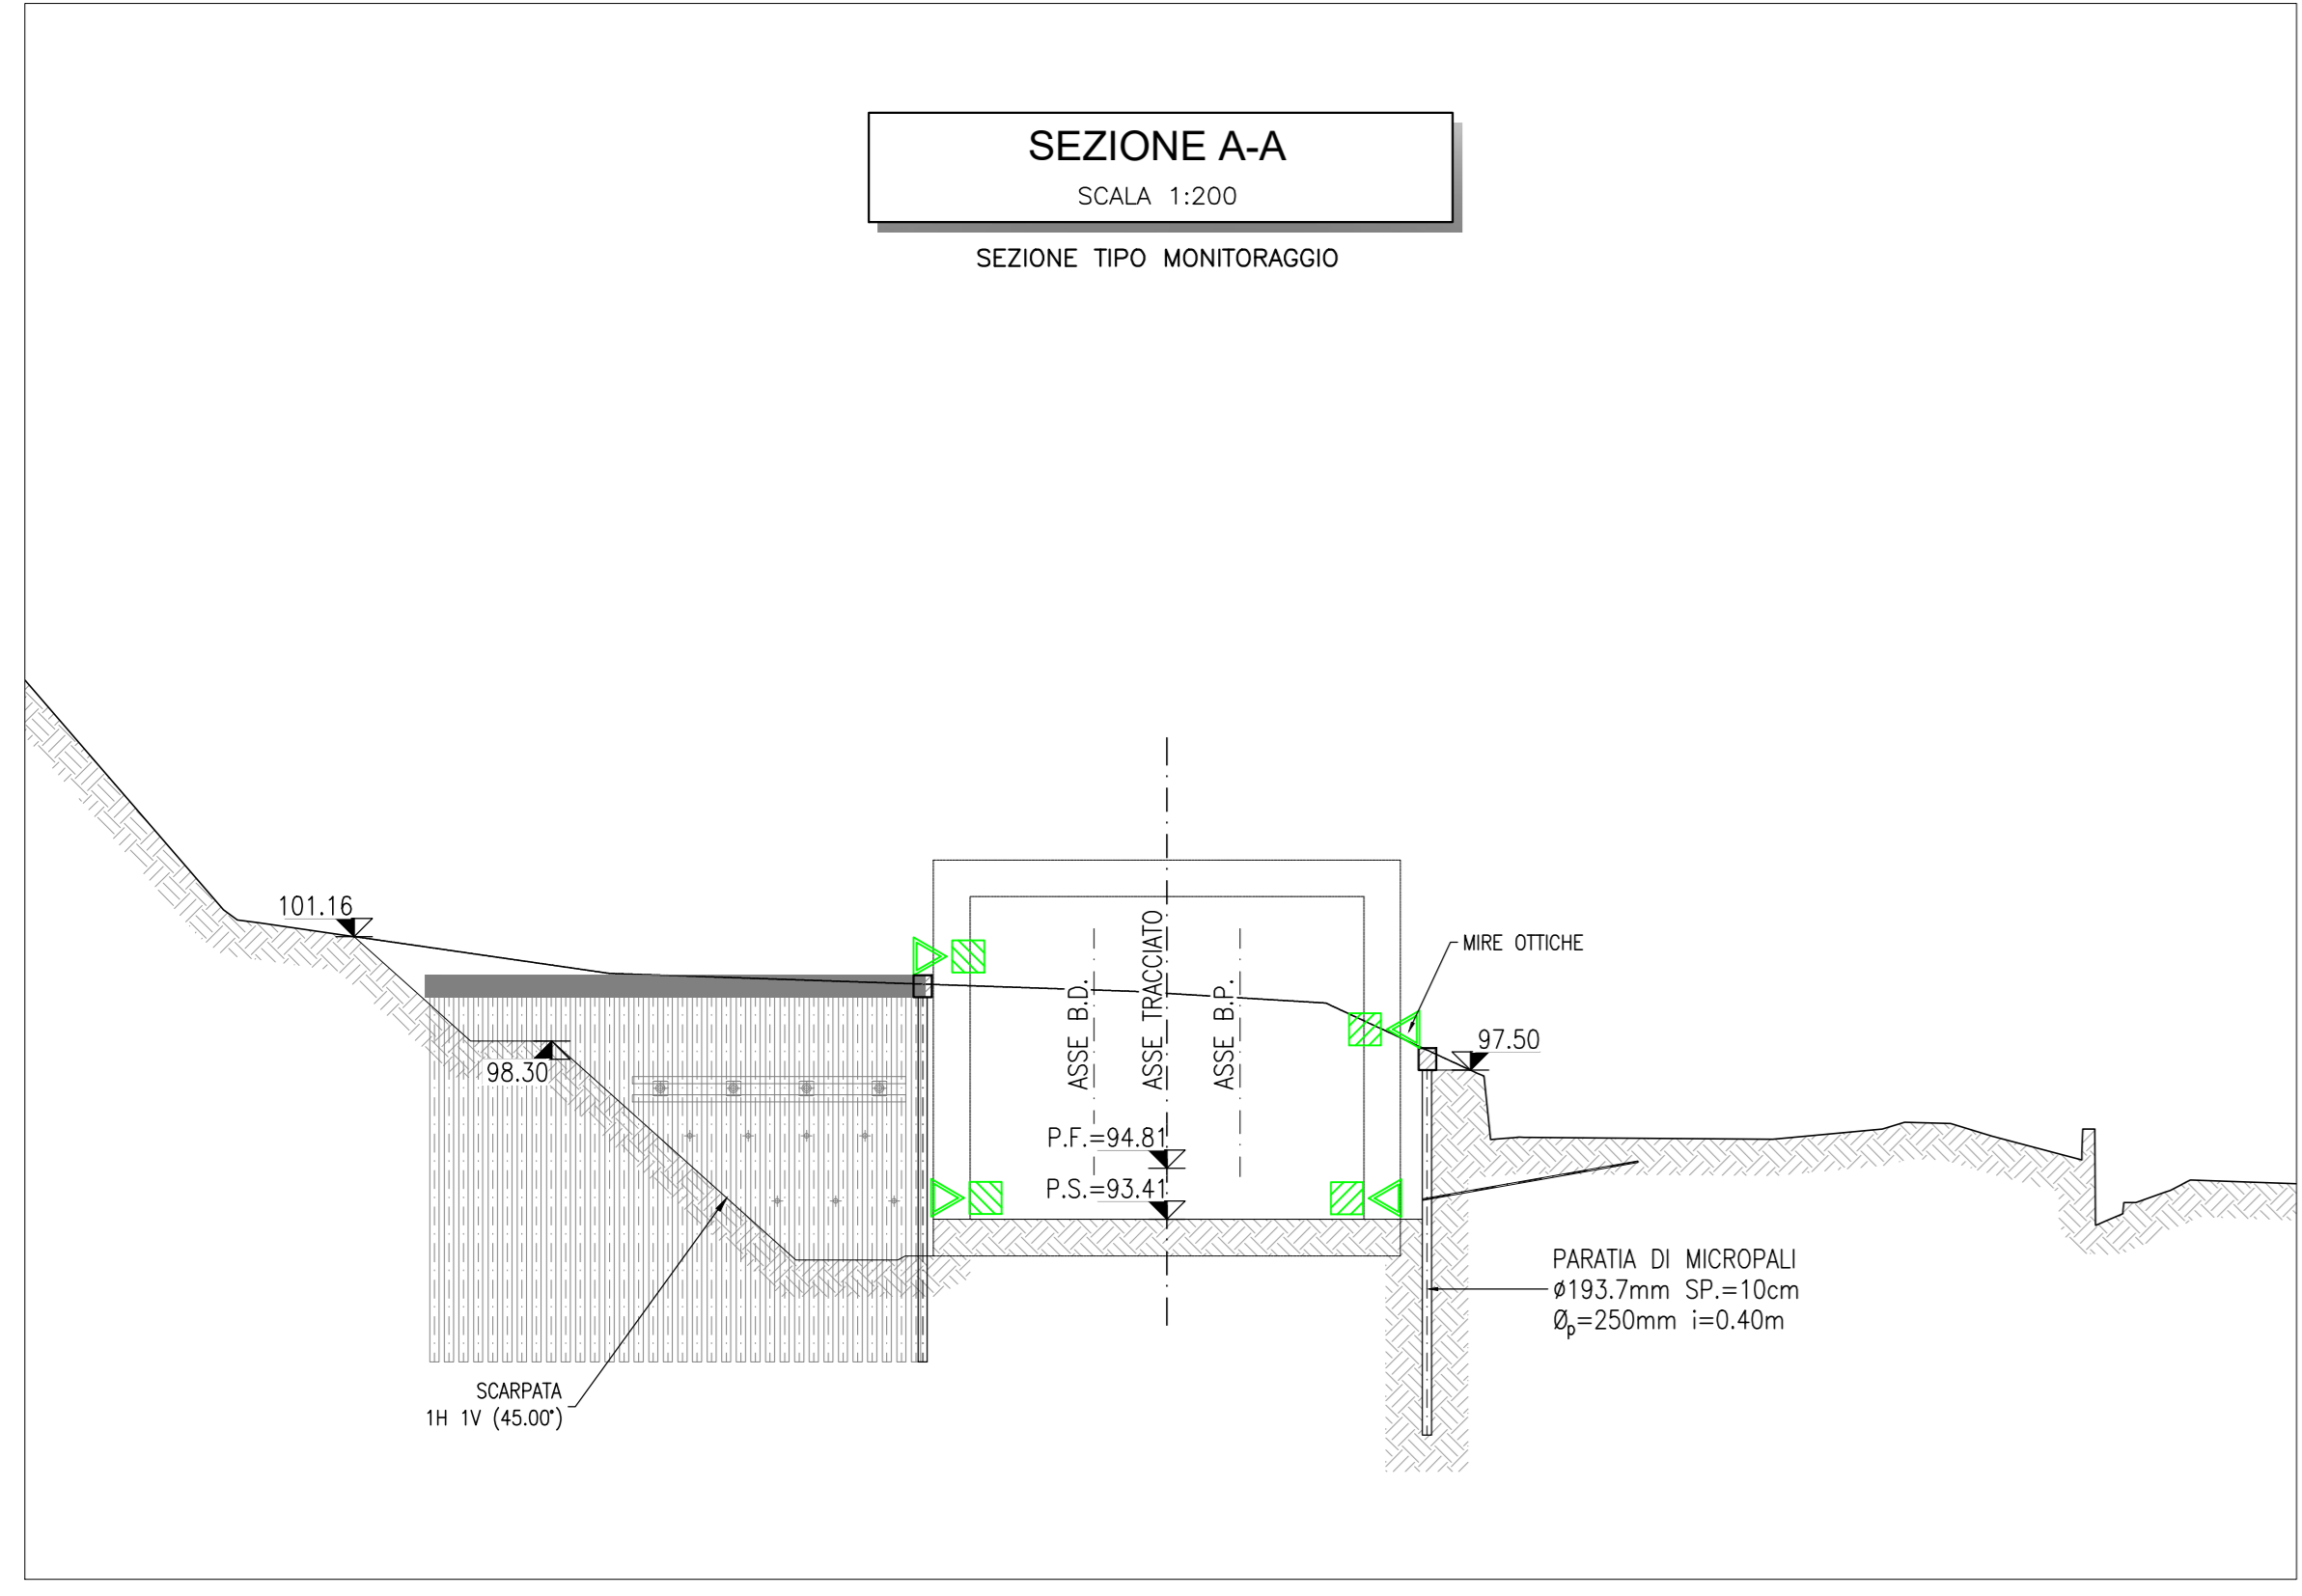 SEZIONE A-A
SCALA 1:200
SEZIONE TIPO MONITORAGGIO
101.16
98.30
ASSE B.D.
ASSE TRACCIATO
ASSE B.P.
MIRE OTTICHE
97.50
P.F.=94.81
P.S.=93.41
PARATIA DI MICROPALI
ø193.7mm SP.=10cm
Øp=250mm i=0.40m
SCARPATA
1H 1V (45.00°)